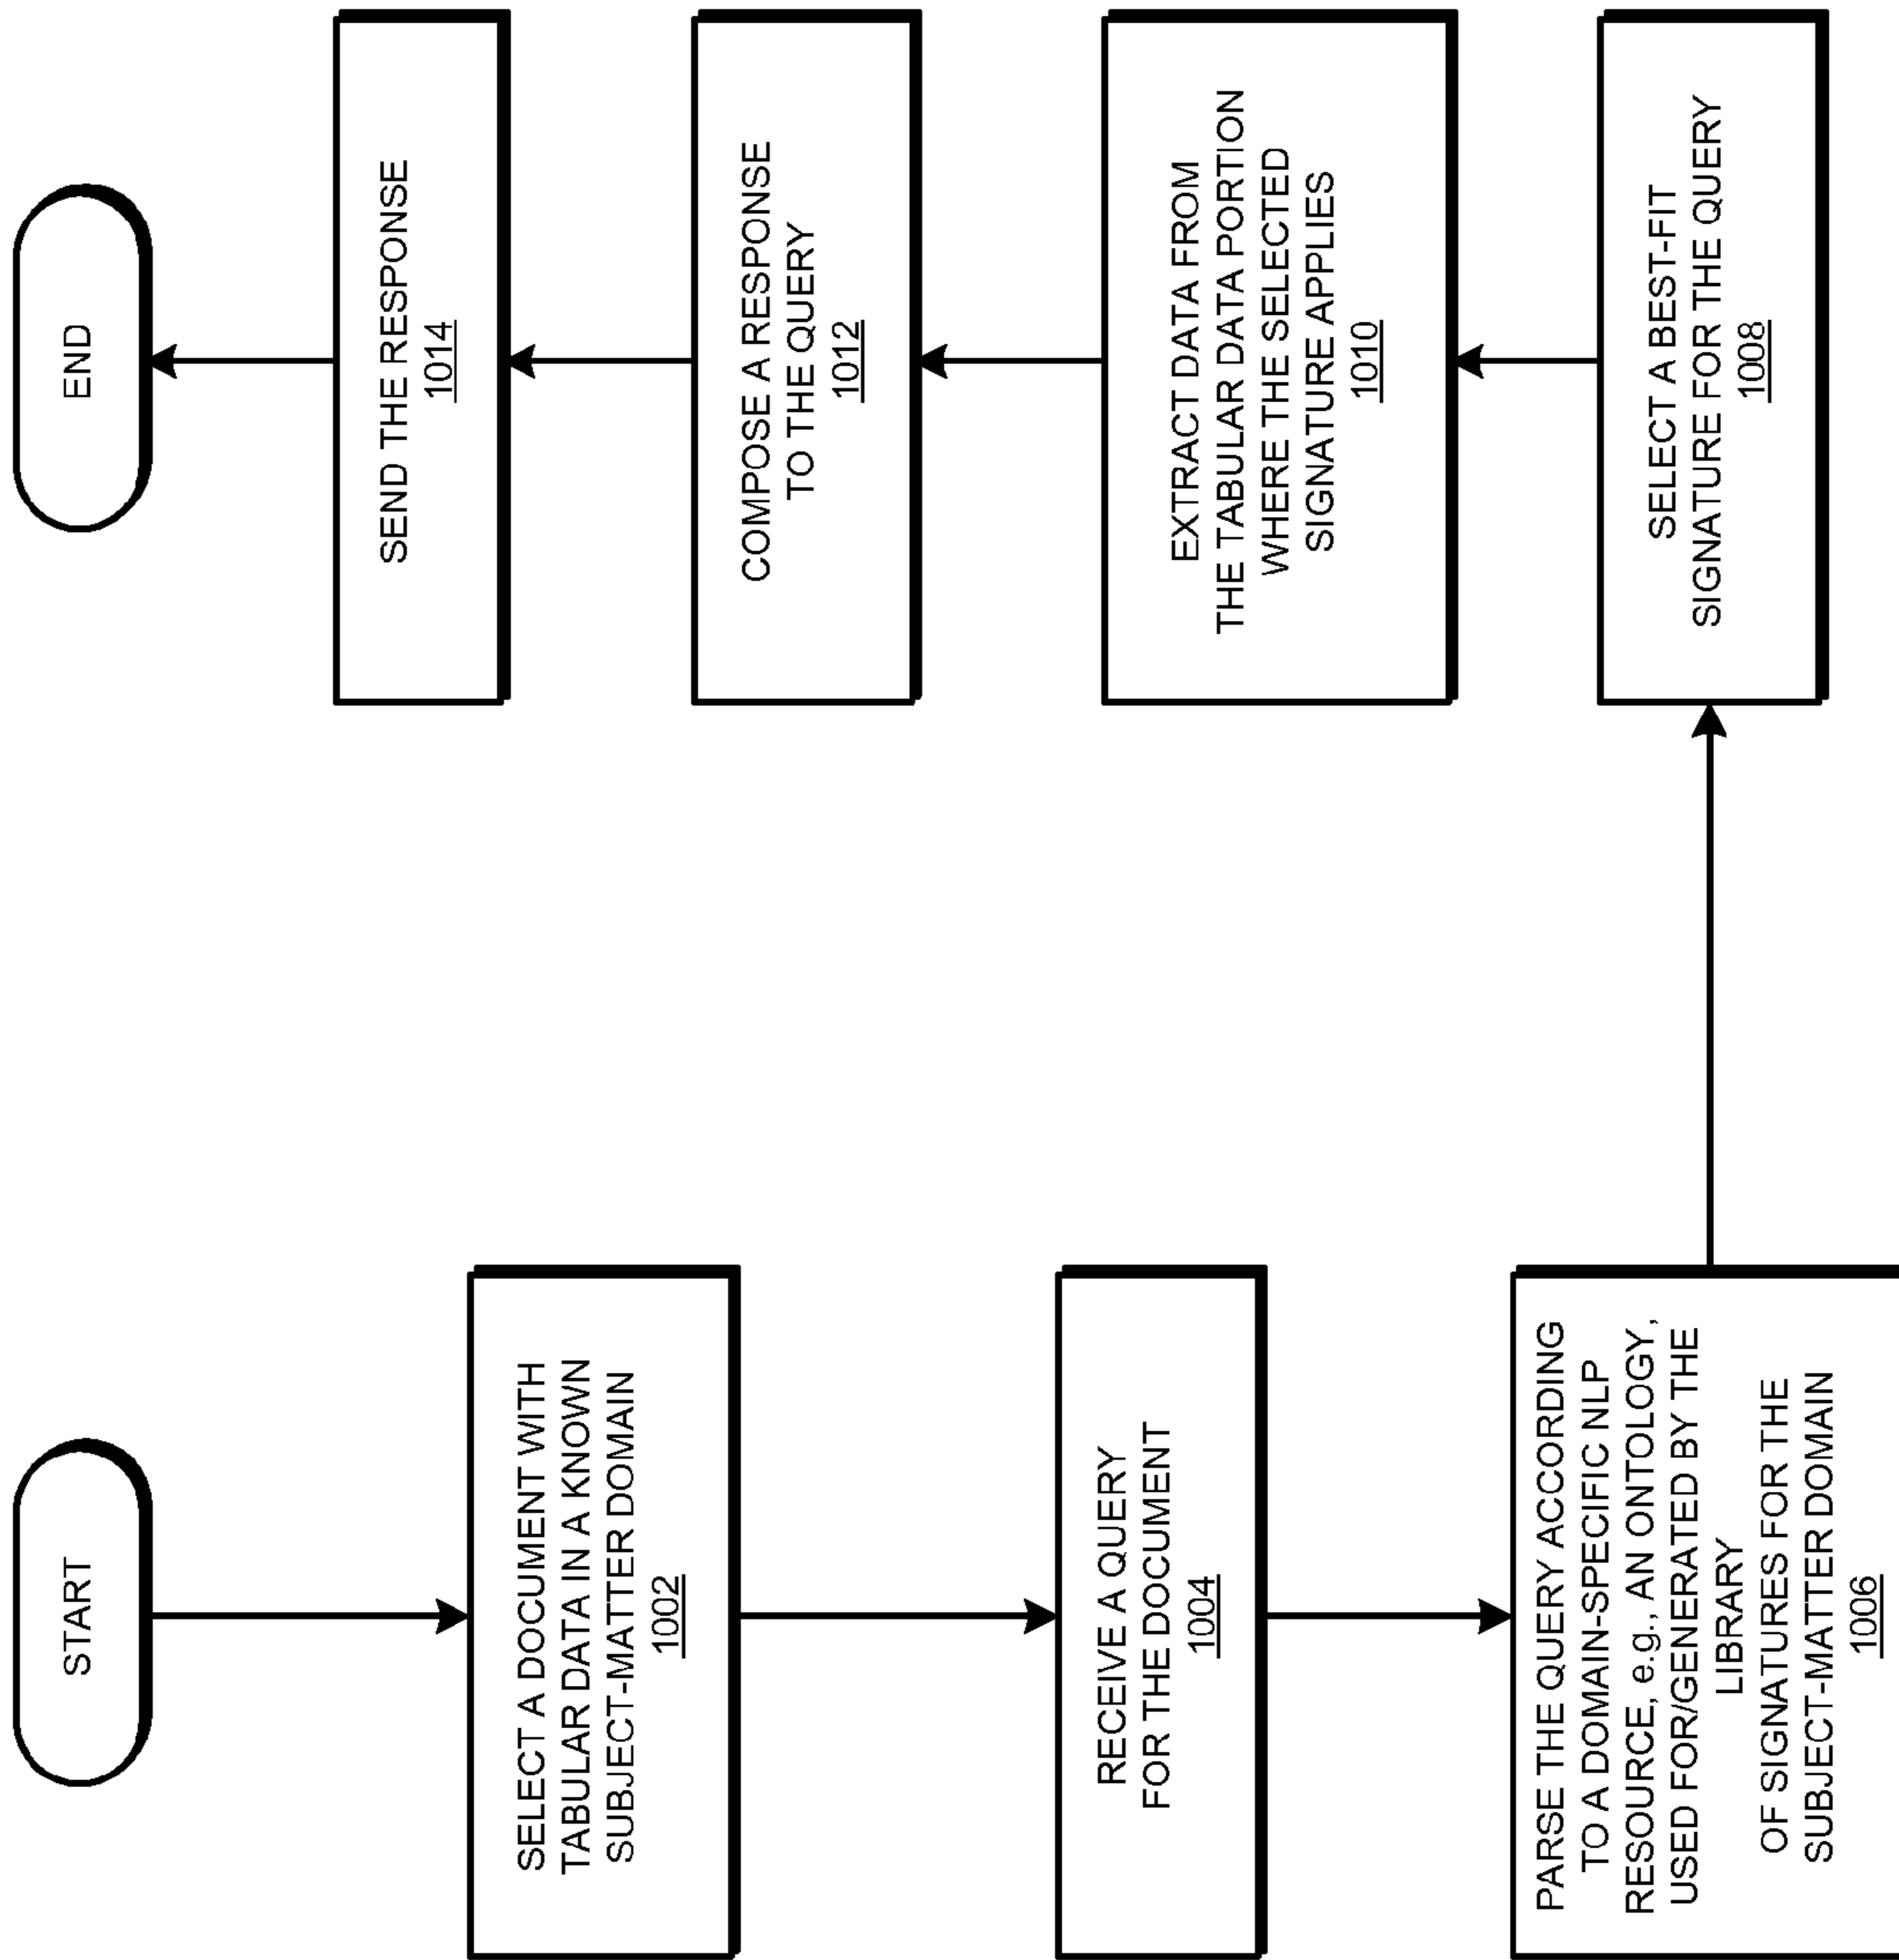 START
SELECT A DOCUMENT WITH
TABULAR DATA IN A KNOWN
SUBJECT-MATTER DOMAIN
1002
RECEIVE A QUERY
FOR THE DOCUMENT
1004
PARSE THE QUERY ACCORDING
TO A DOMAIN-SPECIFIC NLP
RESOURCE, e.g., AN ONTOLOGY,
USED FOR/GENERATED BY THE
LIBRARY
OF SIGNATURES FOR THE
SUBJECT-MATTER DOMAIN
1006
SELECT A BEST-FIT
SIGNATURE FOR THE QUERY
1008
EXTRACT DATA FROM
THE TABULAR DATA PORTION
WHERE THE SELECTED
SIGNATURE APPLIES
1010
COMPOSE A RESPONSE
TO THE QUERY
1012
SEND THE RESPONSE
1014
END